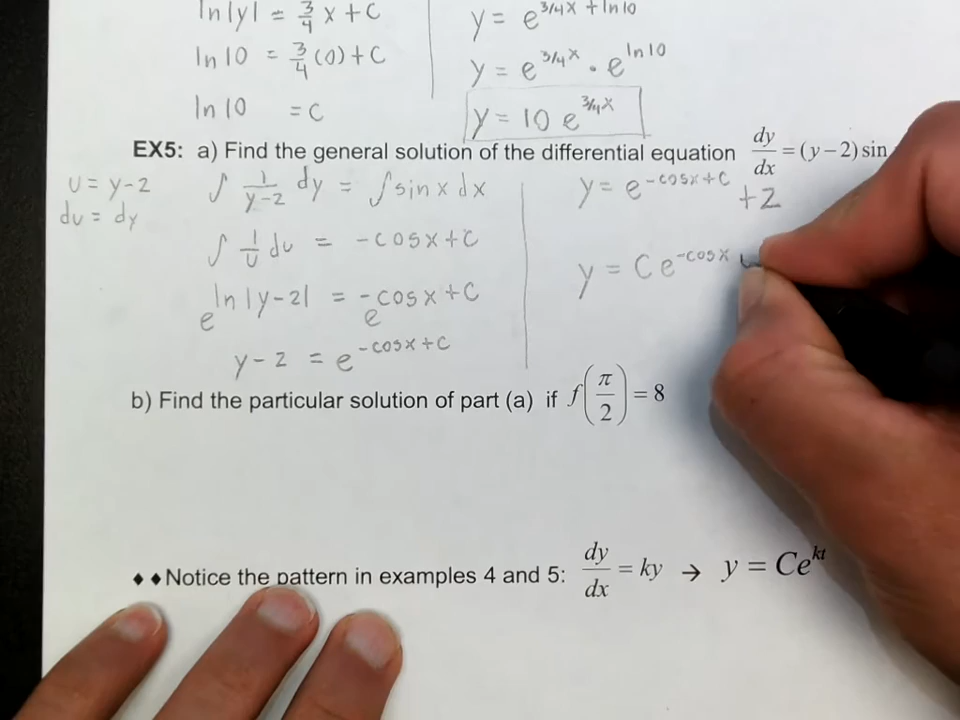 ln|y| = 3/4 x + C
ln 10 = 3/4 (0) + C
ln 10 = C
y = e^(3/4x + ln 10)
y = e^(3/4x) • e^(ln 10)
y = 10 e^(3/4x)
EX5: a) Find the general solution of the differential equation dy/dx = (y − 2) sin
u = y - 2
du = dy
∫ 1/(y-2) dy = ∫ sin x dx
∫ 1/u du = -cos x + C
e^(ln|y-2|) = e^(-cos x + C)
y - 2 = e^(-cos x + C)
y = e^(-cos x + C) + 2
y = C e^(-cos x)
b) Find the particular solution of part (a) if f(π/2) = 8
♦ ♦ Notice the pattern in examples 4 and 5: dy/dx = ky → y = Ce^(kt)